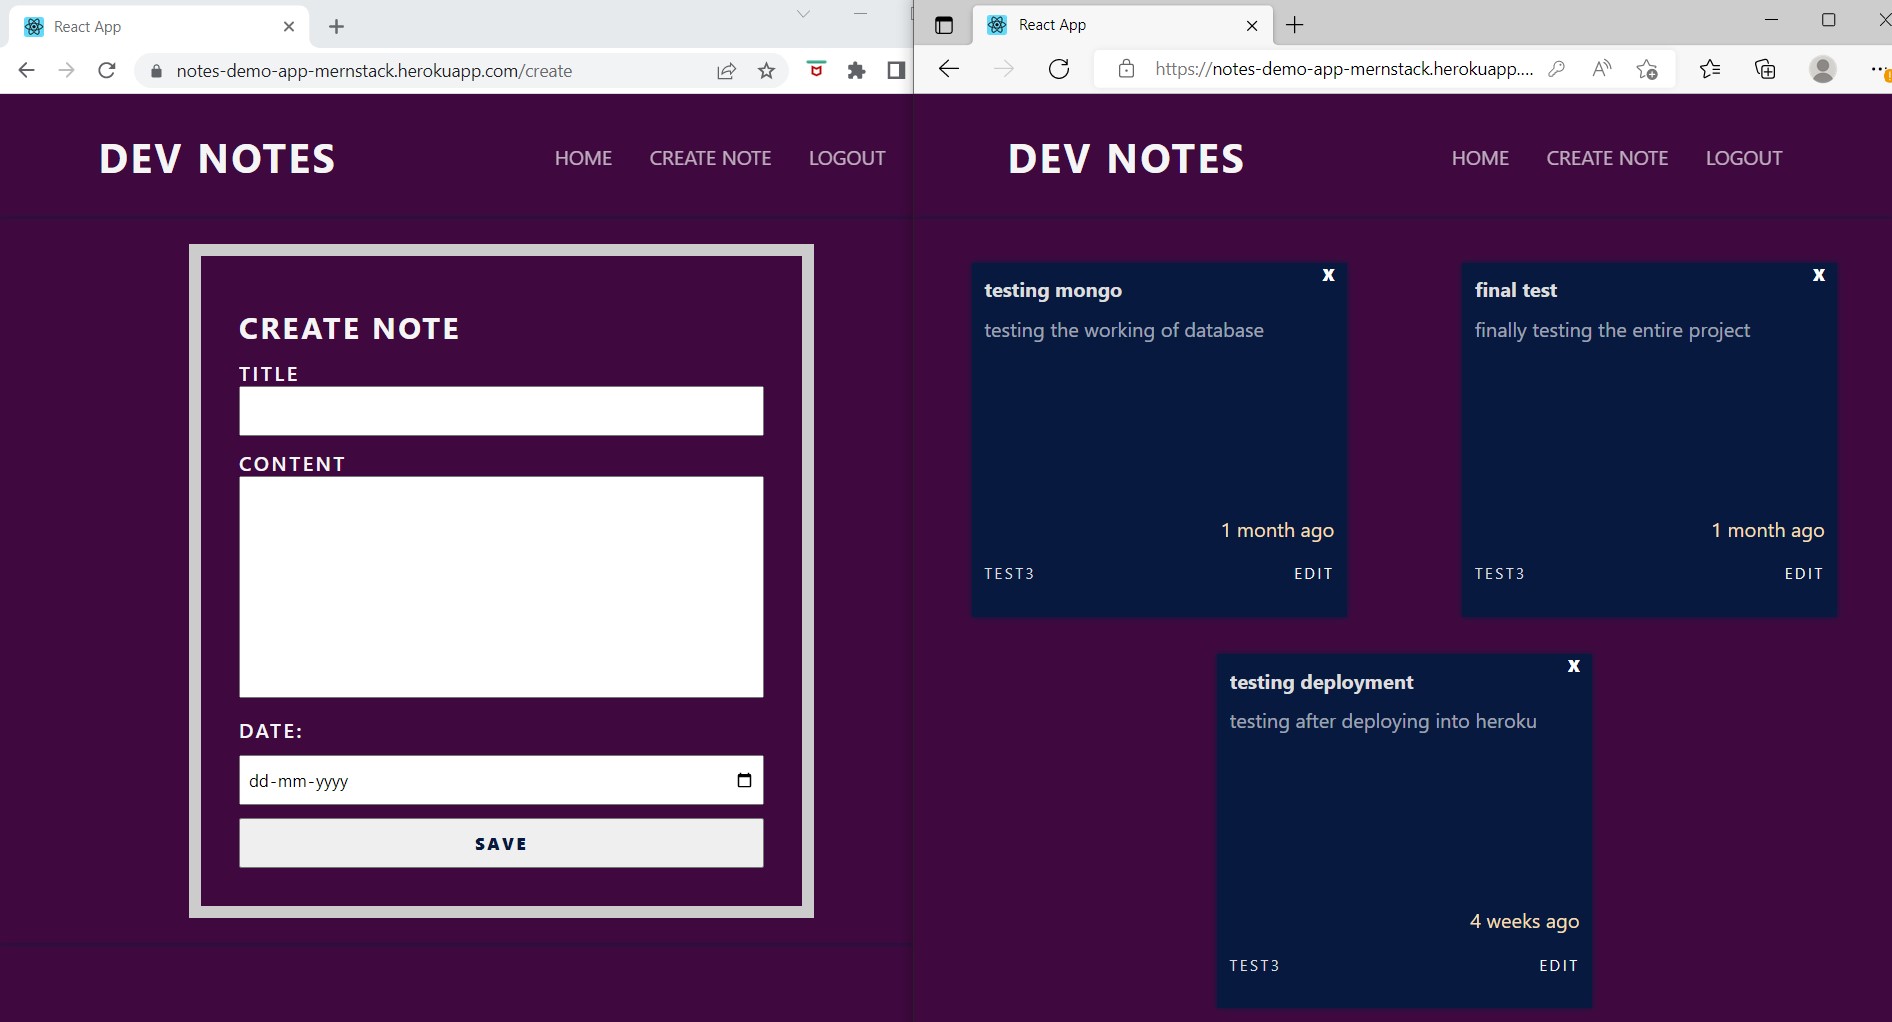 React App
notes-demo-app-mernstack.herokuapp.com/create
DEV NOTES
HOME
CREATE NOTE
LOGOUT
CREATE NOTE
TITLE
CONTENT
DATE:
dd-mm-yyyy
SAVE
React App
https://notes-demo-app-mernstack.herokuapp....
DEV NOTES
HOME
CREATE NOTE
LOGOUT
X
testing mongo
testing the working of database
1 month ago
TEST3
EDIT
X
final test
finally testing the entire project
1 month ago
TEST3
EDIT
X
testing deployment
testing after deploying into heroku
4 weeks ago
TEST3
EDIT